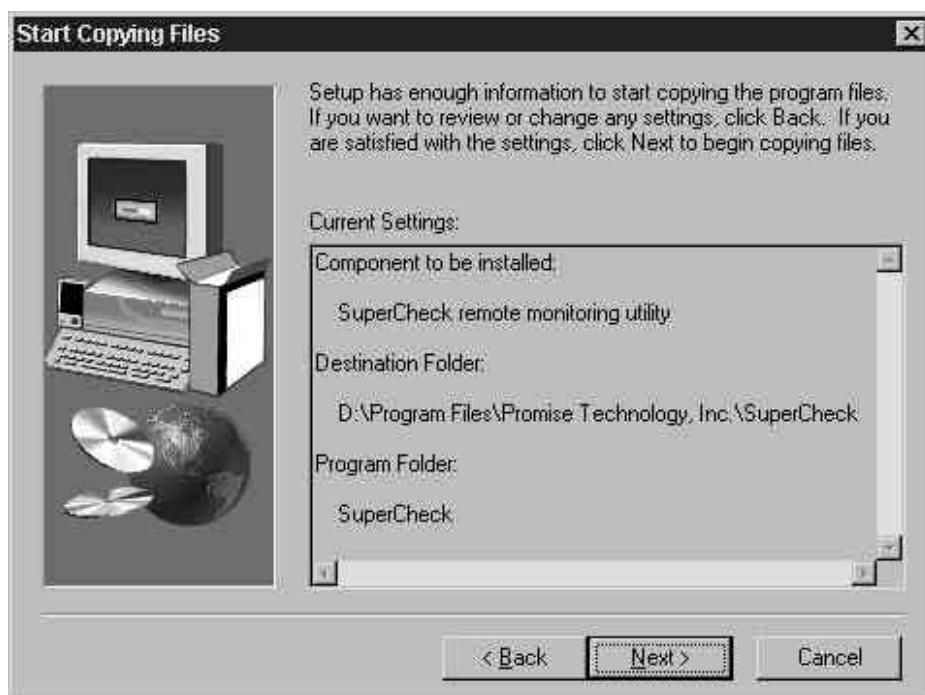 Start Copying Files
Setup has enough information to start copying the program files.
If you want to review or change any settings, click Back. If you
are satisfied with the settings, click Next to begin copying files.
Current Settings:
Component to be installed:
SuperCheck remote monitoring utility
Destination Folder:
D:\Program Files\Promise Technology, Inc.\SuperCheck
Program Folder:
SuperCheck
< Back
Next >
Cancel